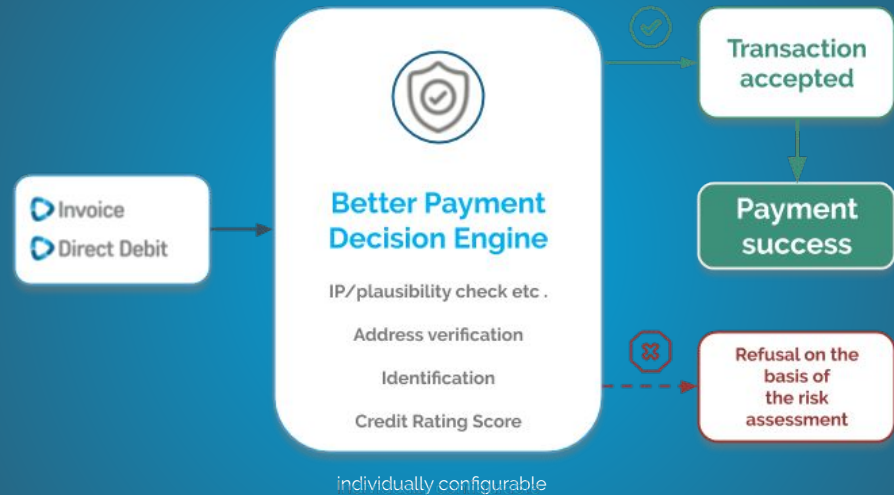 Invoice
Direct Debit
Better Payment
Decision Engine
IP/plausibility check etc .
Address verification
Identification
Credit Rating Score
individually configurable
Transaction
accepted
Payment
success
Refusal on the
basis of
the risk
assessment